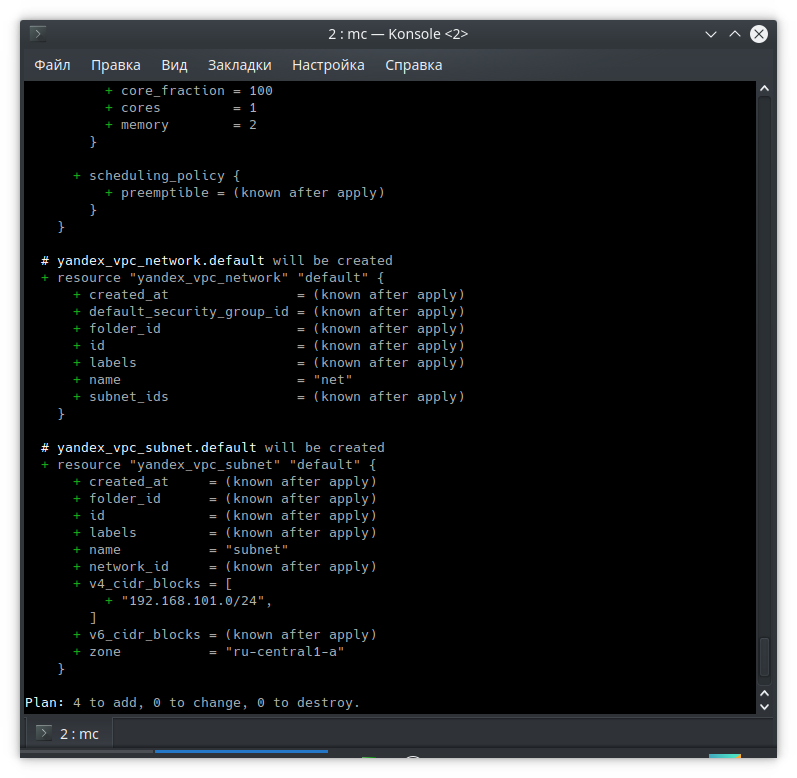 2 : mc — Konsole <2>
Файл Правка Вид Закладки Настройка Справка
+ core_fraction = 100
+ cores = 1
+ memory = 2
}
+ scheduling_policy {
+ preemptible = (known after apply)
}
}
# yandex_vpc_network.default will be created
+ resource "yandex_vpc_network" "default" {
+ created_at = (known after apply)
+ default_security_group_id = (known after apply)
+ folder_id = (known after apply)
+ id = (known after apply)
+ labels = (known after apply)
+ name = "net"
+ subnet_ids = (known after apply)
}
# yandex_vpc_subnet.default will be created
+ resource "yandex_vpc_subnet" "default" {
+ created_at = (known after apply)
+ folder_id = (known after apply)
+ id = (known after apply)
+ labels = (known after apply)
+ name = "subnet"
+ network_id = (known after apply)
+ v4_cidr_blocks = [
+ "192.168.101.0/24",
]
+ v6_cidr_blocks = (known after apply)
+ zone = "ru-central1-a"
}
Plan: 4 to add, 0 to change, 0 to destroy.
2 : mc